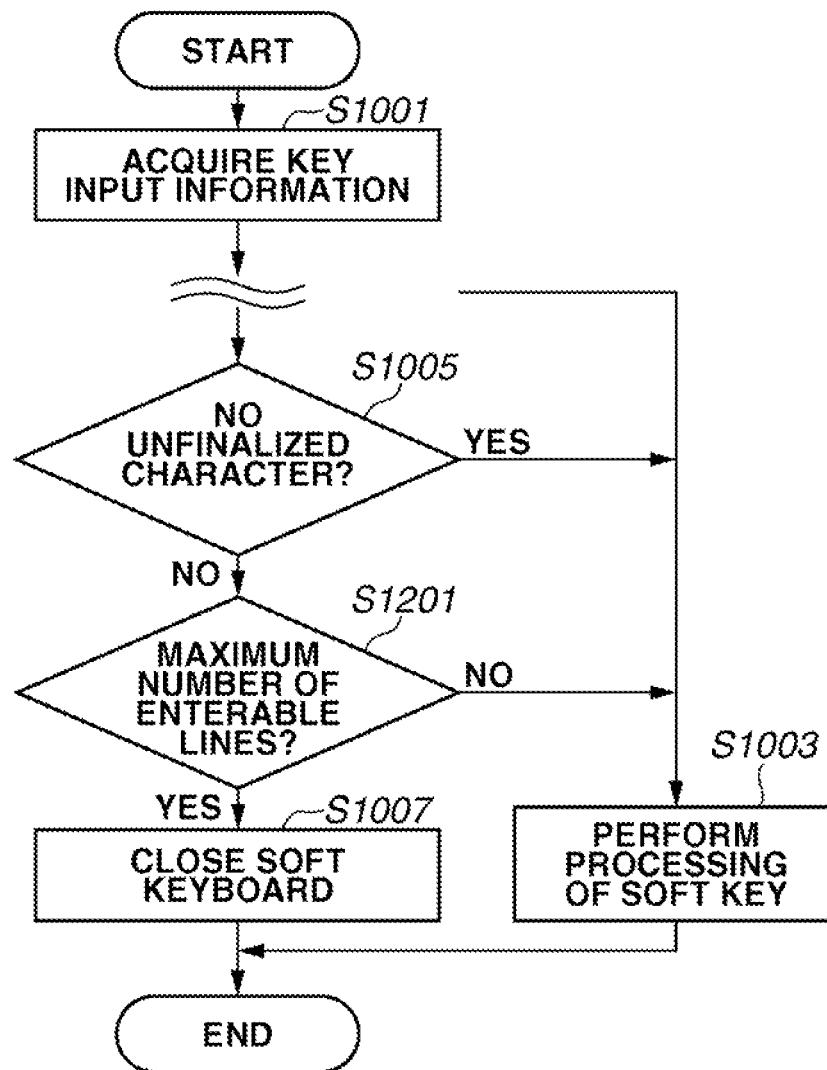 START
S1001
ACQUIRE KEY
INPUT INFORMATION
S1005
NO
UNFINALIZED
CHARACTER?
YES
NO
S1201
MAXIMUM
NUMBER OF
ENTERABLE
LINES?
NO
YES
S1007
CLOSE SOFT
KEYBOARD
S1003
PERFORM
PROCESSING
OF SOFT KEY
END